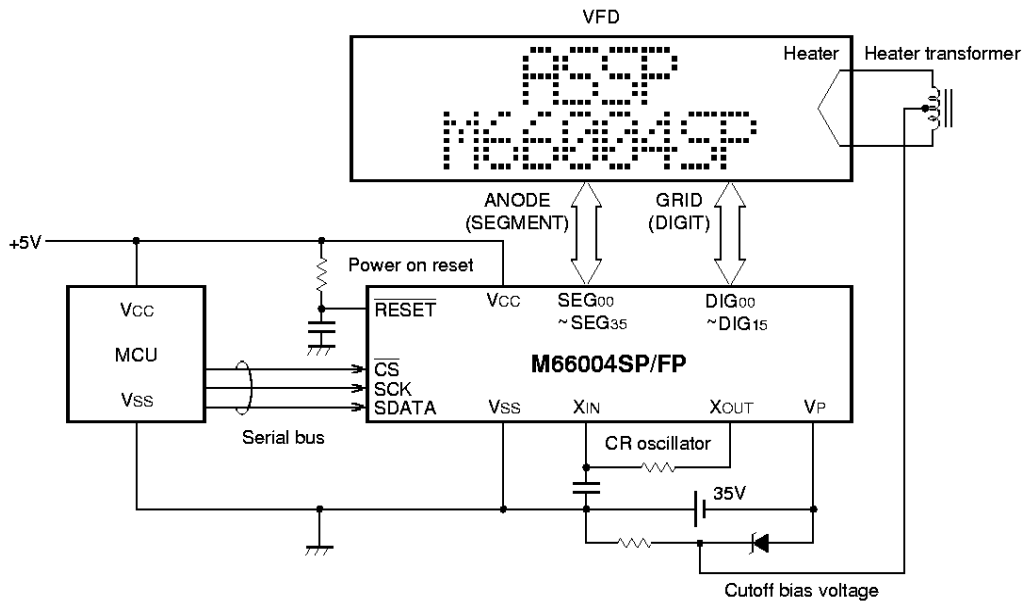 VFD
ASSP
M66004SP
Heater
Heater transformer
ANODE
(SEGMENT)
GRID
(DIGIT)
+5V
Power on reset
VCC
MCU
VSS
RESET
VCC
SEG00
~SEG35
DIG00
~DIG15
M66004SP/FP
CS
SCK
SDATA
VSS
XIN
XOUT
VP
Serial bus
CR oscillator
35V
Cutoff bias voltage